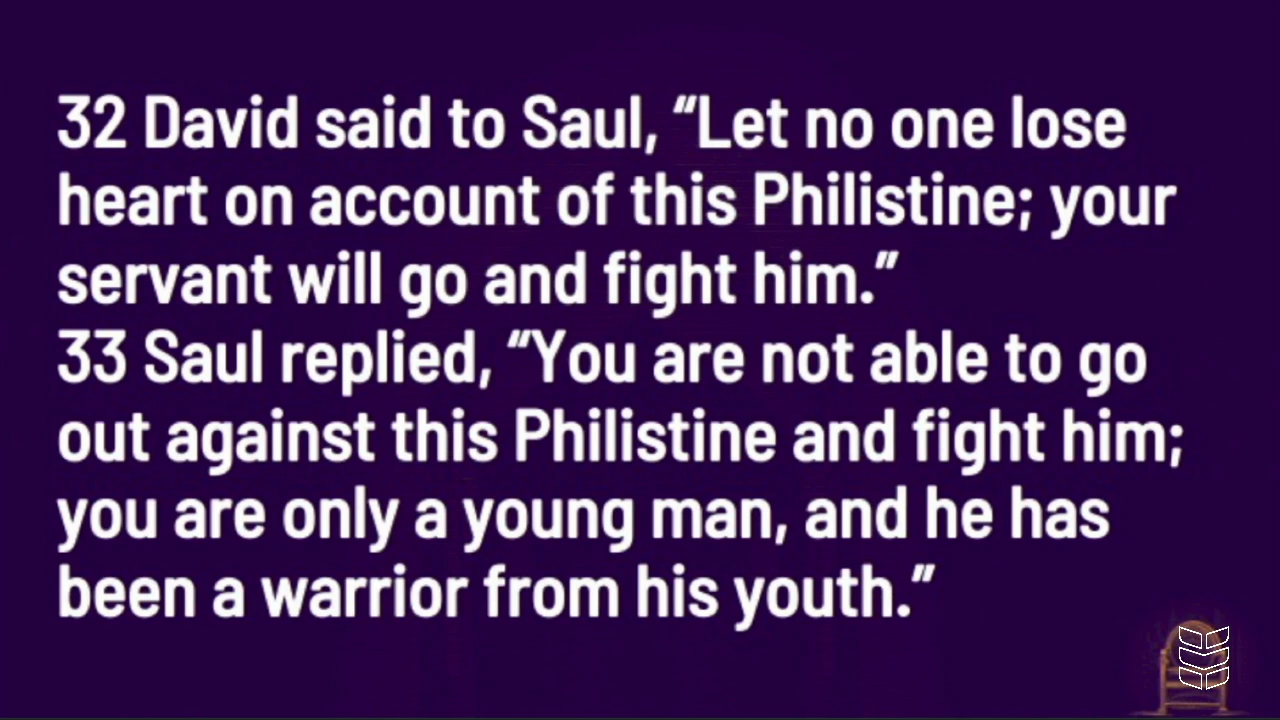 32 David said to Saul, “Let no one lose
heart on account of this Philistine; your
servant will go and fight him.”
33 Saul replied, “You are not able to go
out against this Philistine and fight him;
you are only a young man, and he has
been a warrior from his youth.”